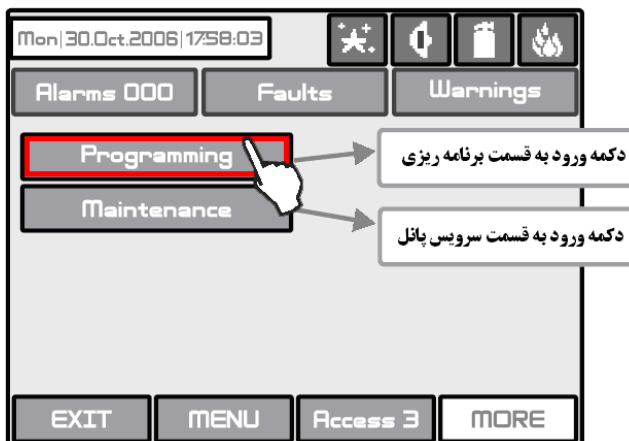 Mon|30.Oct.2006|17:58:03
Alarms 000 Faults Warnings
Programming
دکمه ورود به قسمت برنامه ریزی
Maintenance
دکمه ورود به قسمت سرویس پانل
EXIT MENU Access 3 MORE